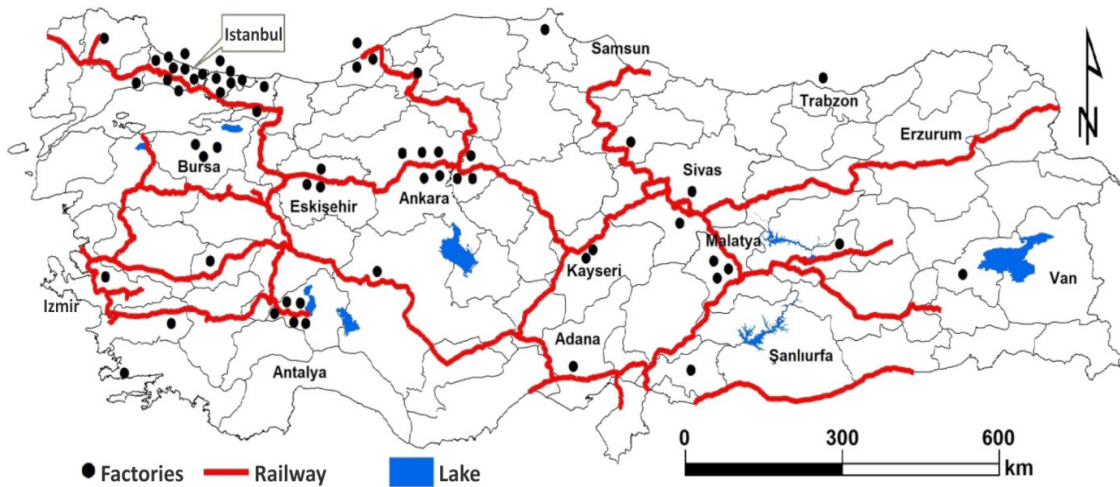 Istanbul
Samsun
Trabzon
Erzurum
Bursa
Sivas
Eskişehir
Ankara
Malatya
Kayseri
Van
Izmir
Adana
Şanlıurfa
Antalya
N
0 300 600
km
Factories Railway Lake